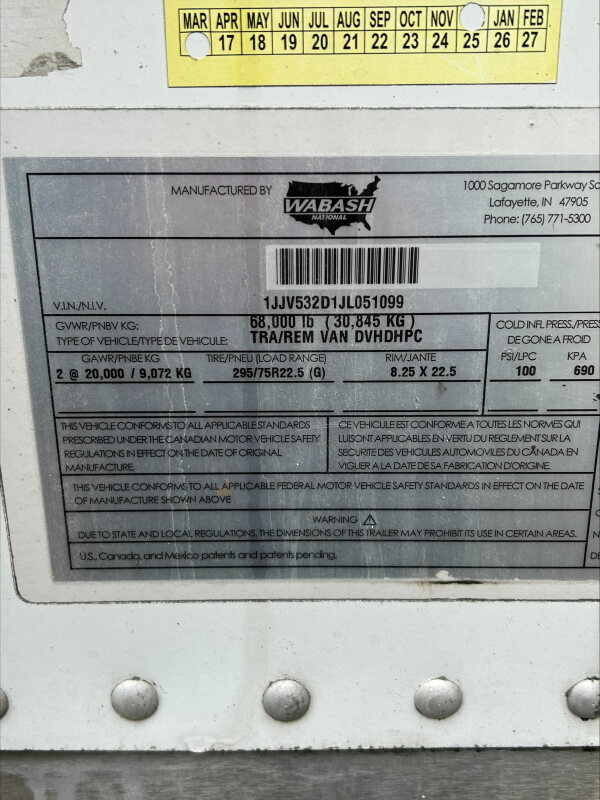 MAR APR MAY JUN JUL AUG SEP OCT NOV JAN FEB
17 18 19 20 21 22 23 24 25 26 27
MANUFACTURED BY
WABASH
NATIONAL
1000 Sagamore Parkway
Lafayette, IN 47905
Phone: (765) 771-5300
V.I.N./N.I.V. 1JJV532D1JL051099
GVWR/PNBV KG: 68,000 lb ( 30,845 KG )
TYPE OF VEHICLE/TYPE DE VEHICULE: TRA/REM VAN DVHDHPC
COLD INFL PRESS./PRESS
DE GONE A FROID
GAWR/PNBE KG TIRE/PNEU (LOAD RANGE) RIM/JANTE PSI/LPC KPA
2 @ 20,000 / 9,072 KG 295/75R22.5 (G) 8.25 X 22.5 100 690
THIS VEHICLE CONFORMS TO ALL APPLICABLE STANDARDS
PRESCRIBED UNDER THE CANADIAN MOTOR VEHICLE SAFETY
REGULATIONS IN EFFECT ON THE DATE OF ORIGINAL
MANUFACTURE.
CE VEHICULE EST CONFORME A TOUTES LES NORMES QUI
LUISONT APPLICABLES EN VERTU DU REGLEMENT SUR LA
SECURITE DES VEHICULES AUTOMOBILES DU CANADA EN
VIGUER A LA DATE DE SA FABRICATION D'ORIGINE.
THIS VEHICLE CONFORMS TO ALL APPLICABLE FEDERAL MOTOR VEHICLE SAFETY STANDARDS IN EFFECT ON THE DATE
OF MANUFACTURE SHOWN ABOVE
WARNING
DUE TO STATE AND LOCAL REGULATIONS, THE DIMENSIONS OF THIS TRAILER MAY PROHIBIT ITS USE IN CERTAIN AREAS.
U.S., Canada, and Mexico patents and patents pending.